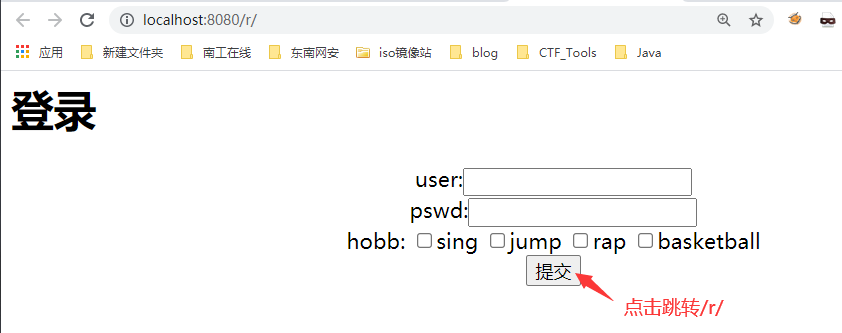 localhost:8080/r/
应用 新建文件夹 南工在线 东南网安 iso镜像站 blog CTF_Tools Java
登录
user:
pswd:
hobb: sing jump rap basketball
提交
点击跳转/r/